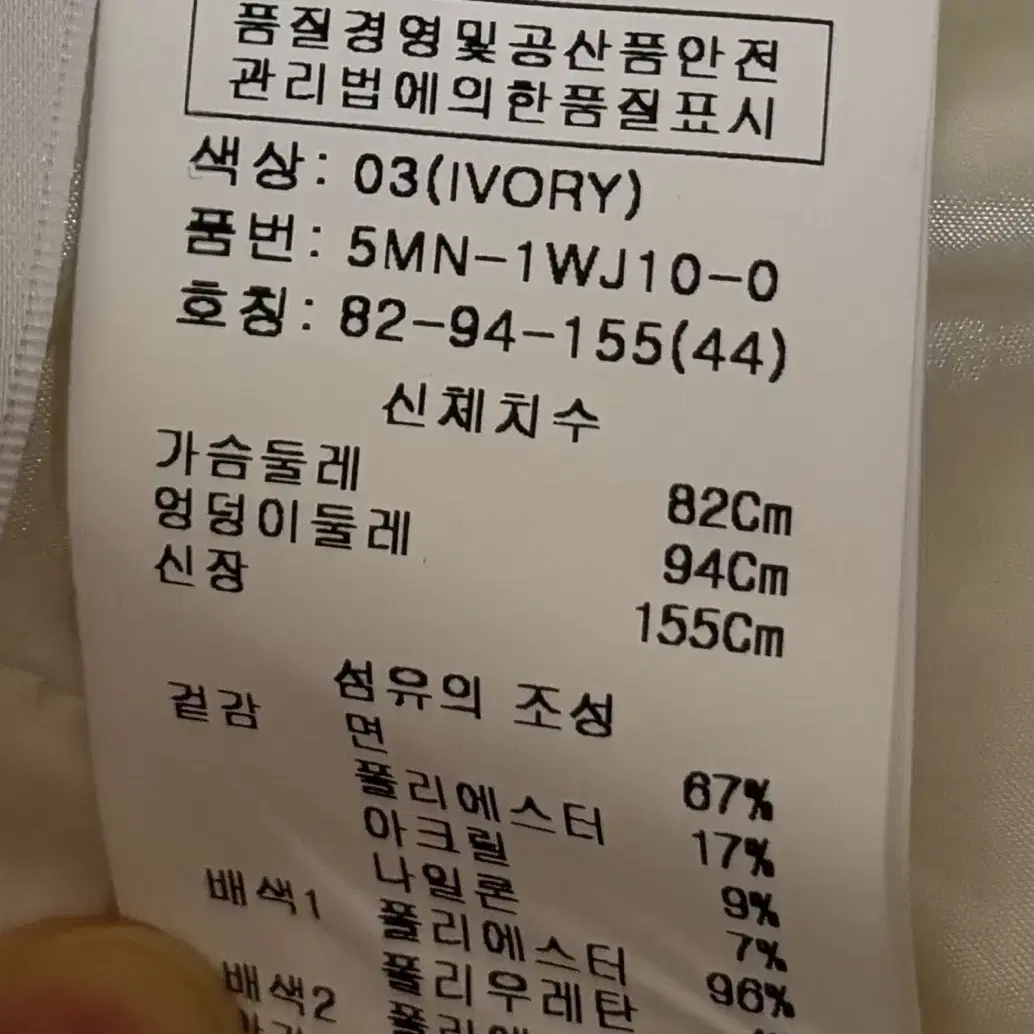 품질경영및공산품안전
관리법에의한품질표시
색상: 03(IVORY)
품번: 5MN-1WJ10-0
호칭: 82-94-155(44)
신체치수
가슴둘레 82Cm
엉덩이둘레 94Cm
신장 155Cm
섬유의 조성
겉감 면 67%
폴리에스터 17%
아크릴 9%
나일론 7%
배색1 폴리에스터 96%
폴리우레탄
배색2